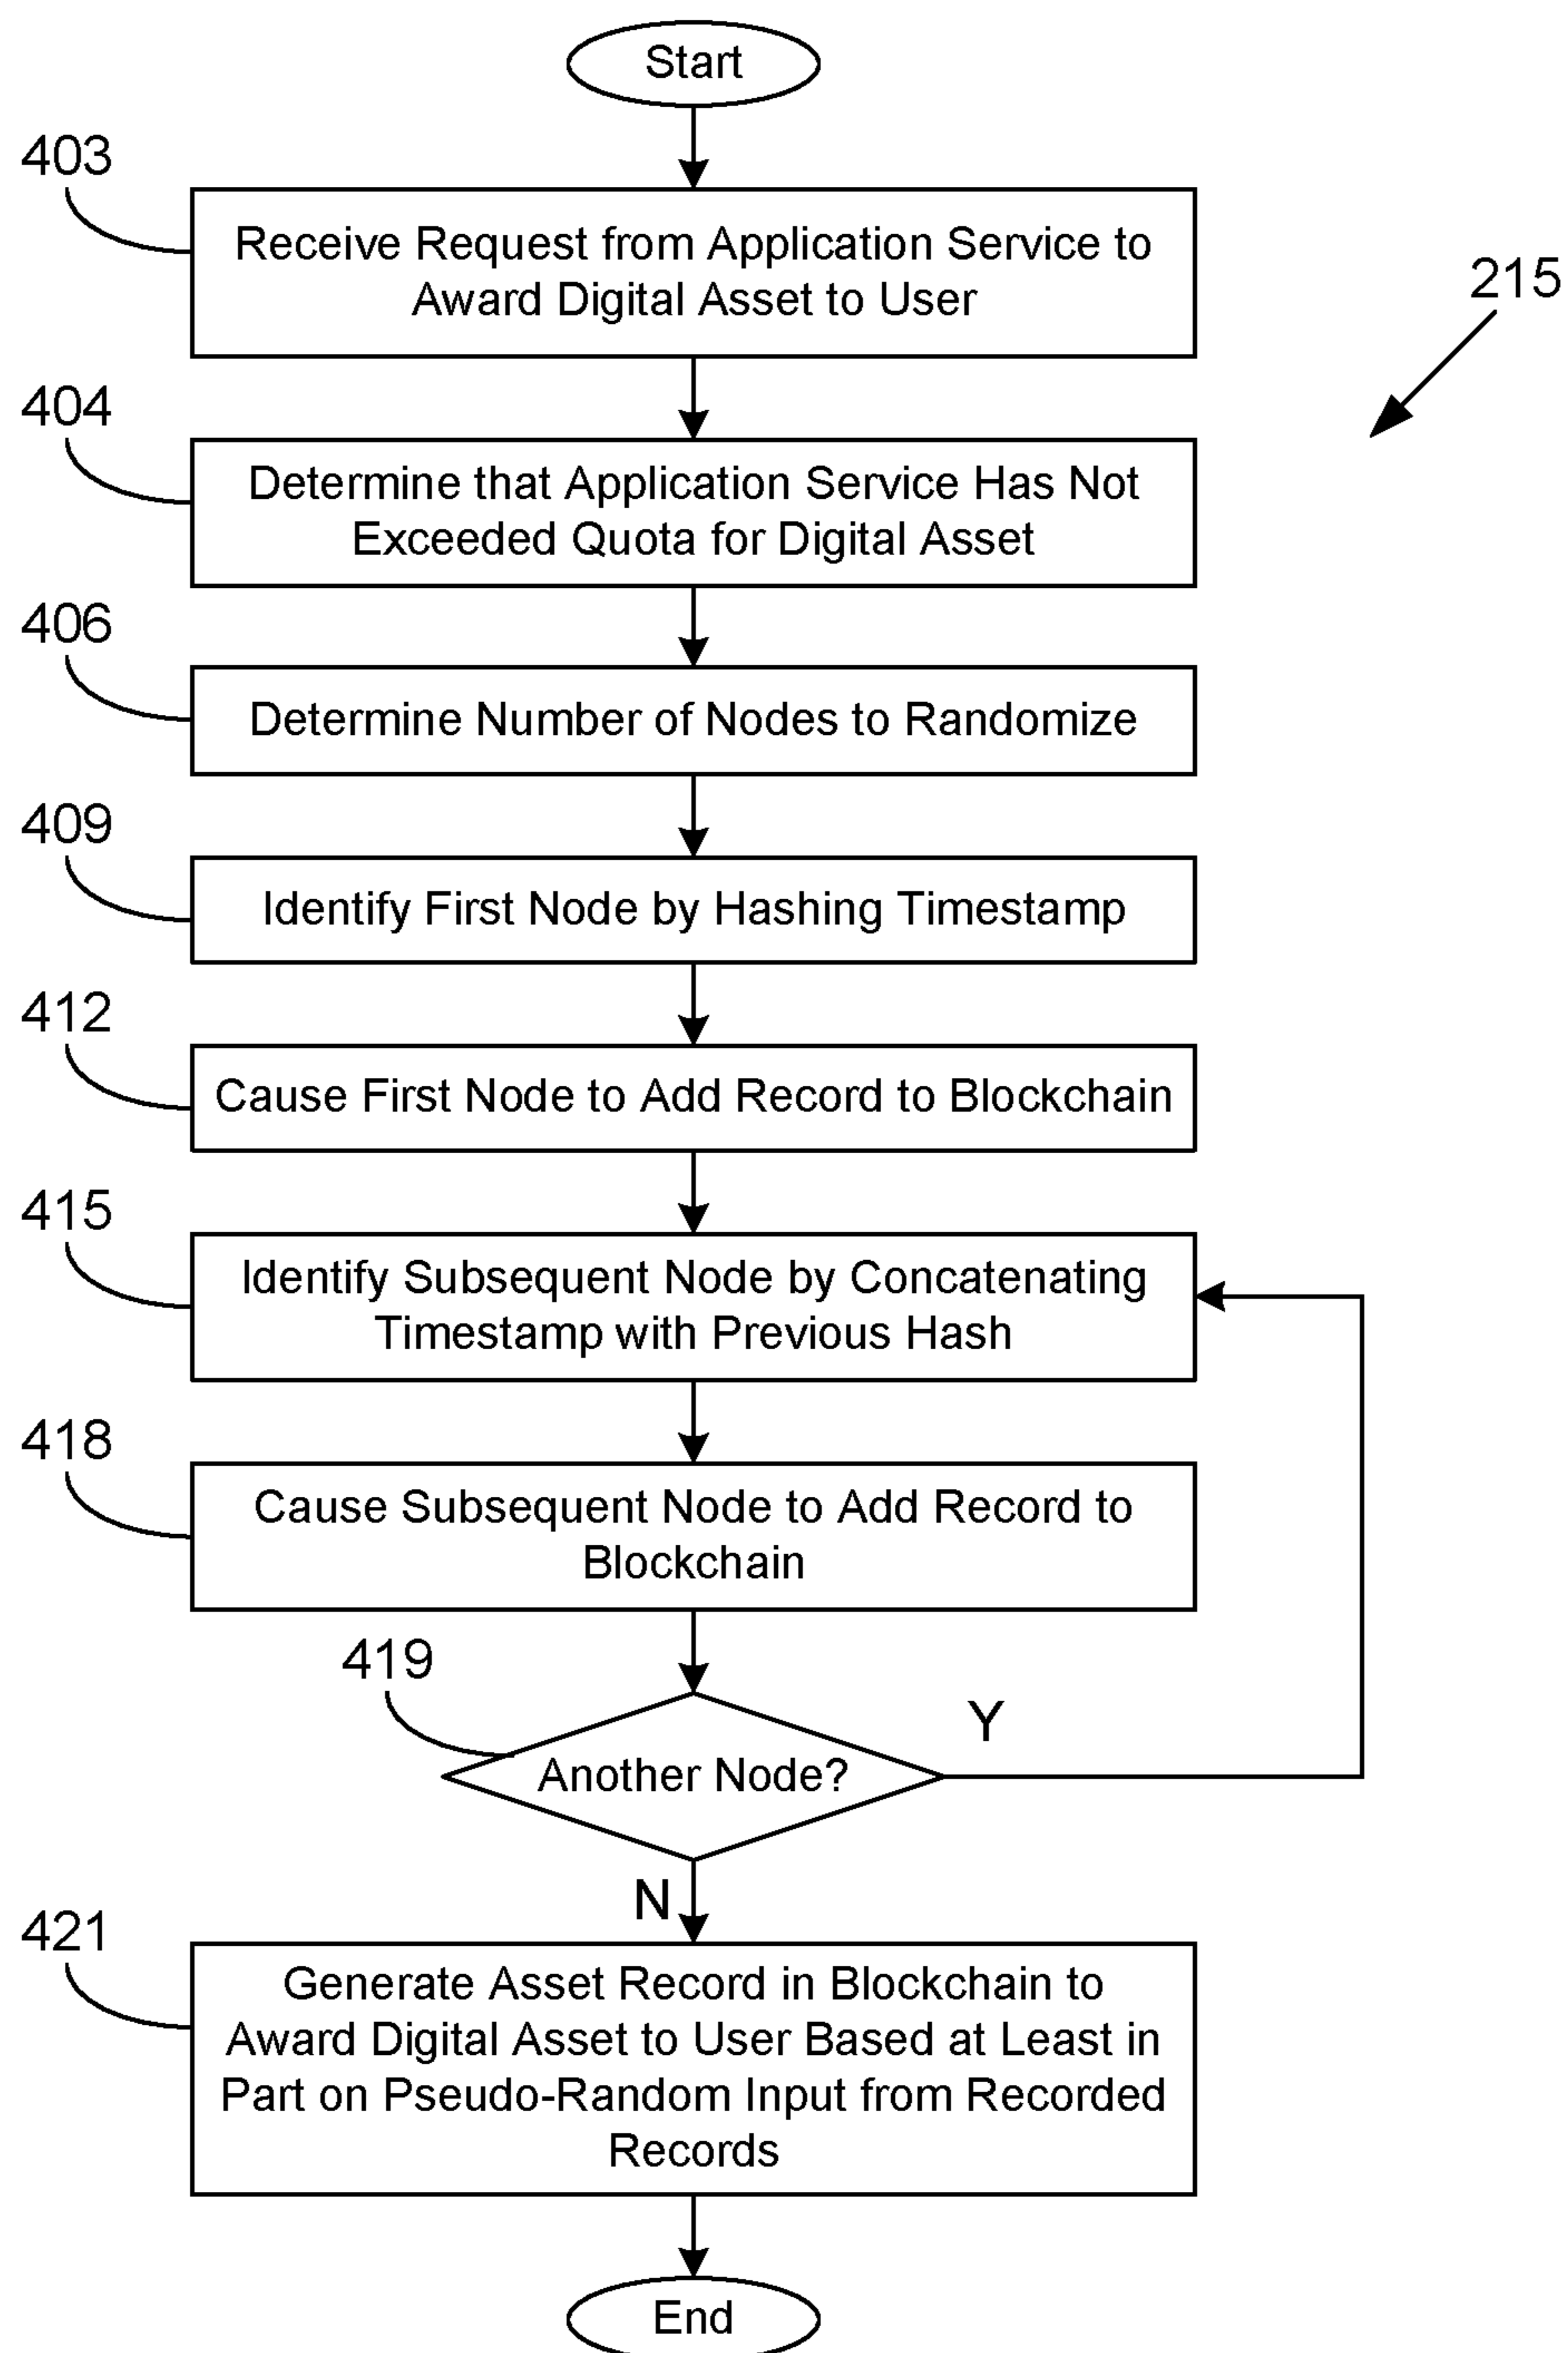 Start
403
Receive Request from Application Service to
Award Digital Asset to User
215
404
Determine that Application Service Has Not
Exceeded Quota for Digital Asset
406
Determine Number of Nodes to Randomize
409
Identify First Node by Hashing Timestamp
412
Cause First Node to Add Record to Blockchain
415
Identify Subsequent Node by Concatenating
Timestamp with Previous Hash
418
Cause Subsequent Node to Add Record to
Blockchain
419
Y
Another Node?
N
421
Generate Asset Record in Blockchain to
Award Digital Asset to User Based at Least in
Part on Pseudo-Random Input from Recorded
Records
End